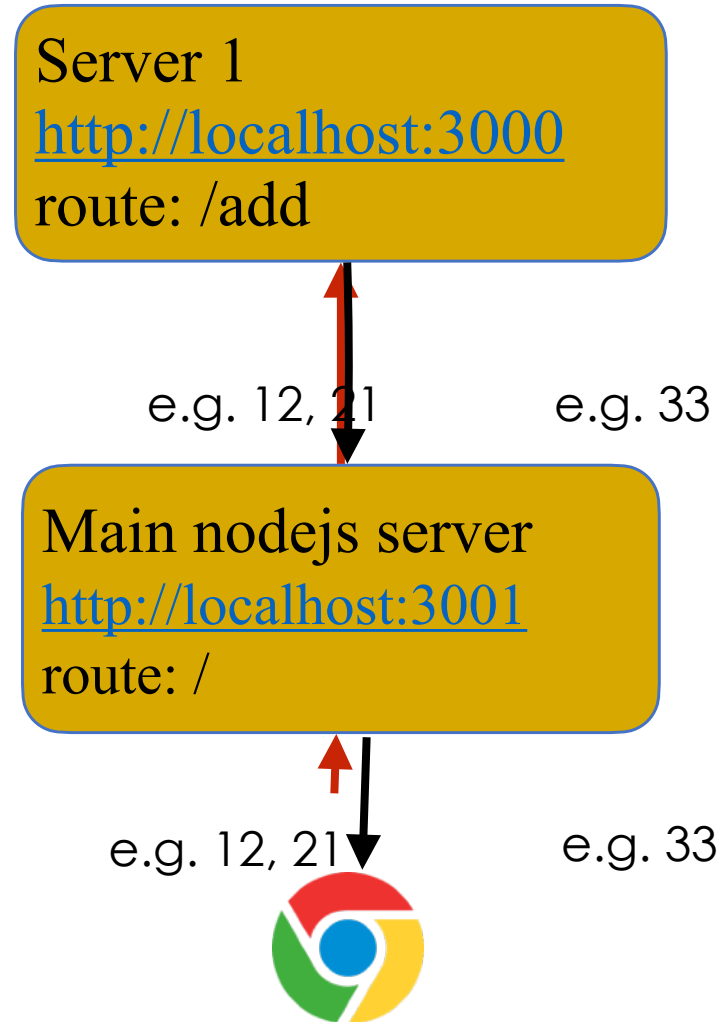 Server 1
http://localhost:3000
route: /add
e.g. 12, 21
e.g. 33
Main nodejs server
http://localhost:3001
route: /
e.g. 12, 21
e.g. 33